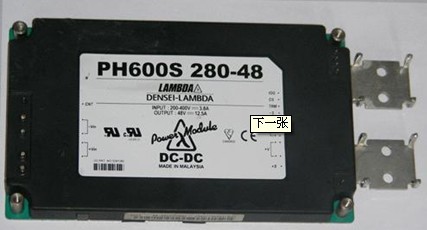 PH600S 280-48
LAMBDA
DENSEI-LAMBDA
INPUT : 200-400V 3.8A
OUTPUT : 48V 12.5A
Power Module
DC-DC
MADE IN MALAYSIA
下一张